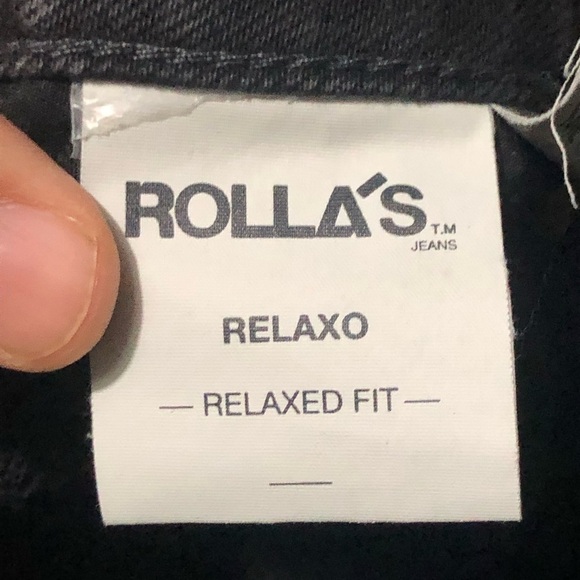 ROLLA'S T.M
JEANS
RELAXO
— RELAXED FIT —